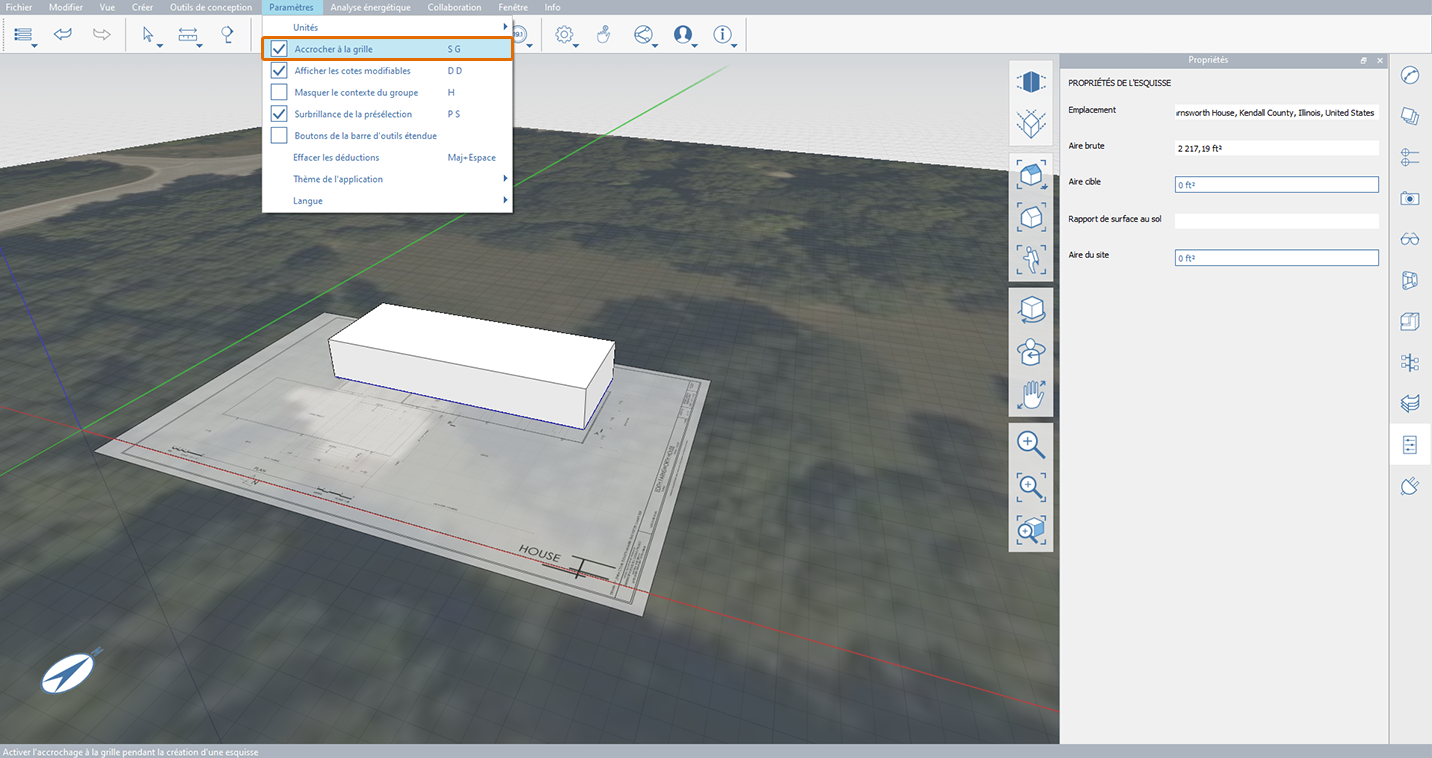 Fichier Modifier Vue Créer Outils de conception Paramètres Analyse énergétique Collaboration Fenêtre Info
Unités
Accrocher à la grille S G
Afficher les cotes modifiables D D
Masquer le contexte du groupe H
Surbrillance de la présélection P S
Boutons de la barre d'outils étendue
Effacer les déductions Maj+Espace
Thème de l'application
Langue
Propriétés
PROPRIÉTÉS DE L'ESQUISSE
Emplacement
House, Kendall County, Illinois, United States
Aire brute
2 217,19 ft²
Aire cible
0 ft²
Rapport de surface au sol
Aire du site
0 ft²
PLAN
N
HOUSE
Activer l'accrochage à la grille pendant la création d'une esquisse